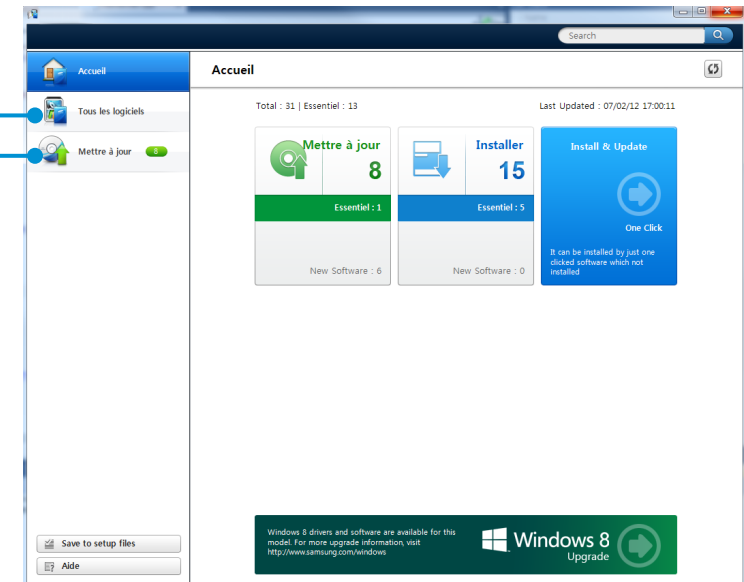 Search
Accueil
Tous les logiciels
Mettre à jour 8
Accueil
Total : 31 | Essentiel : 13
Last Updated : 07/02/12 17:00:11
Mettre à jour
8
Essentiel : 1
New Software : 6
Installer
15
Essentiel : 5
New Software : 0
Install & Update
One Click
It can be installed by just one
clicked software which not
installed
Windows 8 drivers and software are available for this
model. For more upgrade information, visit
http://www.samsung.com/windows
Windows 8
Upgrade
Save to setup files
Aide